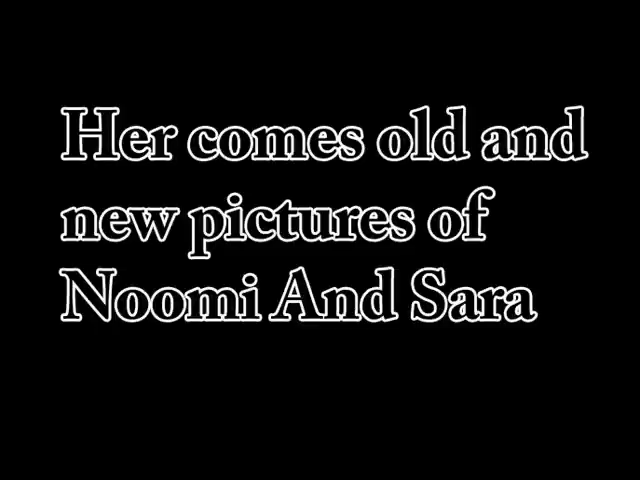 Her comes old and
new pictures of
Noomi And Sara